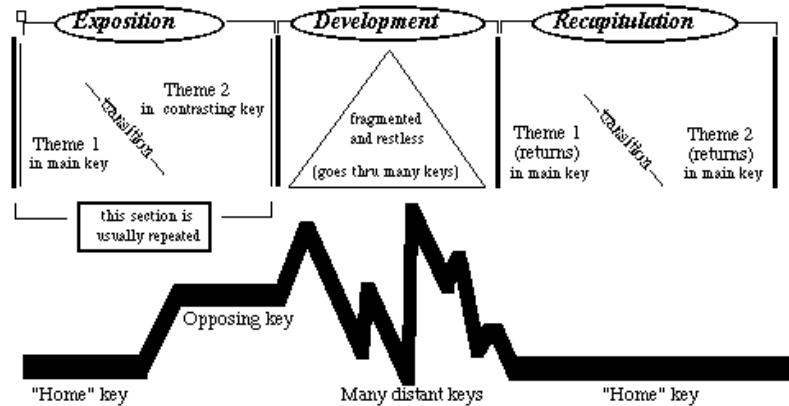 Exposition
Development
Recapitulation
Theme 1
in main key
transition
Theme 2
in contrasting key
fragmented
and restless
(goes thru many keys)
Theme 1
(returns)
in main key
transition
Theme 2
(returns)
in main key
this section is
usually repeated
Opposing key
"Home" key
Many distant keys
"Home" key